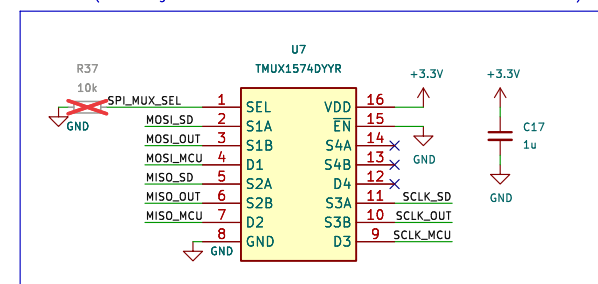 U7
TMUX1574DYYR
R37
10k
GND
SPI_MUX_SEL
MOSI_SD
MOSI_OUT
MOSI_MCU
MISO_SD
MISO_OUT
MISO_MCU
GND
1 SEL
2 S1A
3 S1B
4 D1
5 S2A
6 S2B
7 D2
8 GND
VDD 16
EN 15
S4A 14
S4B 13
D4 12
S3A 11
S3B 10
D3 9
+3.3V
GND
SCLK_SD
SCLK_OUT
SCLK_MCU
+3.3V
C17
1u
GND